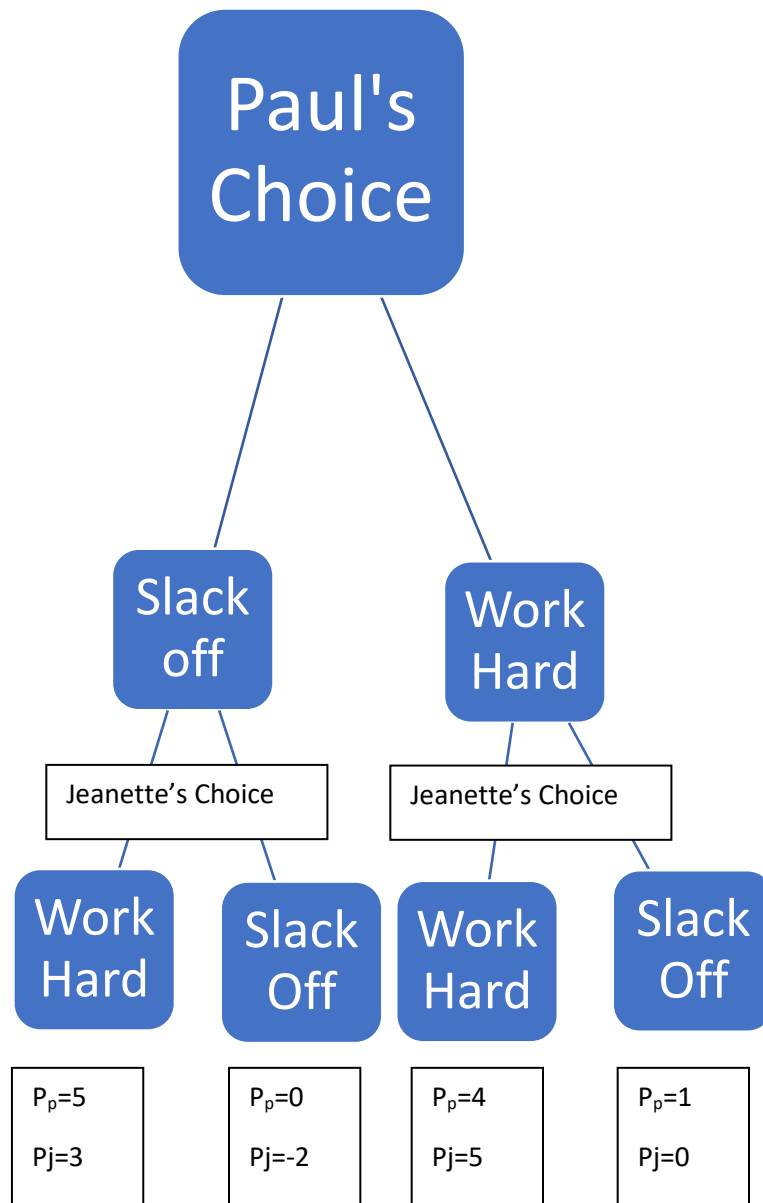 Paul's
Choice
Slack
off
Work
Hard
Jeanette’s Choice
Jeanette’s Choice
Work
Hard
Slack
Off
Work
Hard
Slack
Off
Pₚ=5
Pj=3
Pₚ=0
Pj=-2
Pₚ=4
Pj=5
Pₚ=1
Pj=0